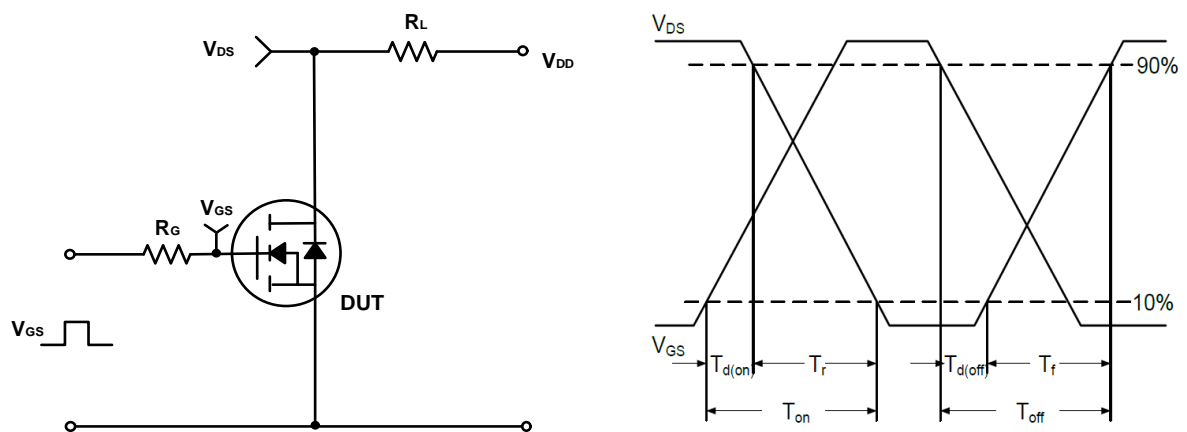 RL
VDS
VDD
VGS
RG
DUT
VGS
VDS
90%
10%
VGS
Td(on)
Tr
Td(off)
Tf
Ton
Toff